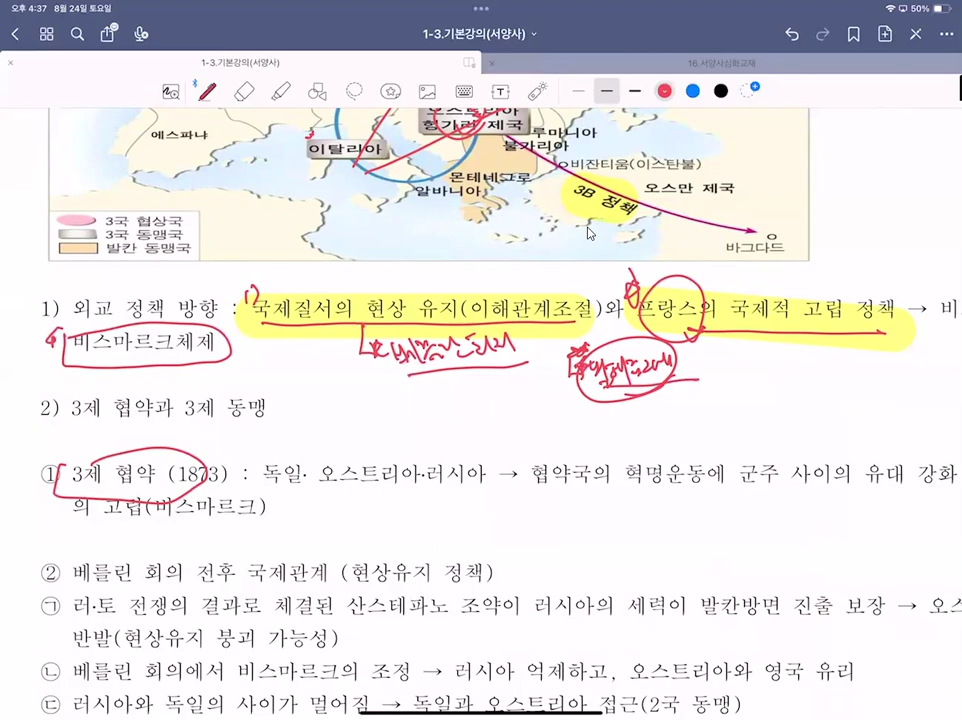 오후 4:37 8월 24일 토요일
50%
1-3.기본강의(서양사)
1-3.기본강의(서양사)
16.서양사심화교재
오스트리아
헝가리 제국
루마니아
에스파냐
이탈리아
불가리아
비잔티움(이스탄불)
몬테네그로
알바니아
3B 정책
오스만 제국
바그다드
3국 협상국
3국 동맹국
발칸 동맹국
1) 외교 정책 방향 : 국제질서의 현상 유지(이해관계조절)와 프랑스의 국제적 고립 정책 → 비
비스마르크체제
2) 3제 협약과 3제 동맹
① 3제 협약 (1873) : 독일· 오스트리아·러시아 → 협약국의 혁명운동에 군주 사이의 유대 강화
의 고립(비스마르크)
② 베를린 회의 전후 국제관계 (현상유지 정책)
㉠ 러·토 전쟁의 결과로 체결된 산스테파노 조약이 러시아의 세력이 발칸방면 진출 보장 → 오스
반발(현상유지 붕괴 가능성)
㉡ 베를린 회의에서 비스마르크의 조정 → 러시아 억제하고, 오스트리아와 영국 유리
㉢ 러시아와 독일의 사이가 멀어짐 → 독일과 오스트리아 접근(2국 동맹)